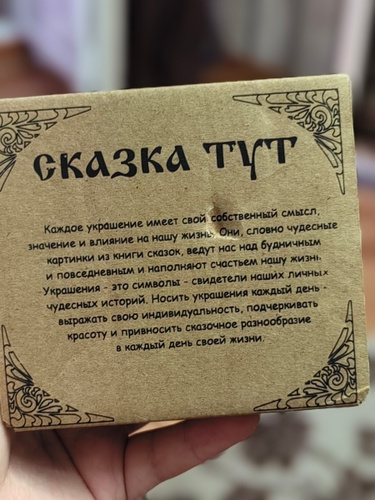 СКАЗКА ТУТ
Каждое украшение имеет свой собственный смысл,
значение и влияние на нашу жизнь. Они, словно чудесные
картинки из книги сказок, ведут нас над будничным
и повседневным и наполняют счастьем нашу жизнь.
Украшения - это символы - свидетели наших личных
чудесных историй. Носить украшения каждый день -
выражать свою индивидуальность, подчеркивать
красоту и привносить сказочное разнообразие
в каждый день своей жизни.